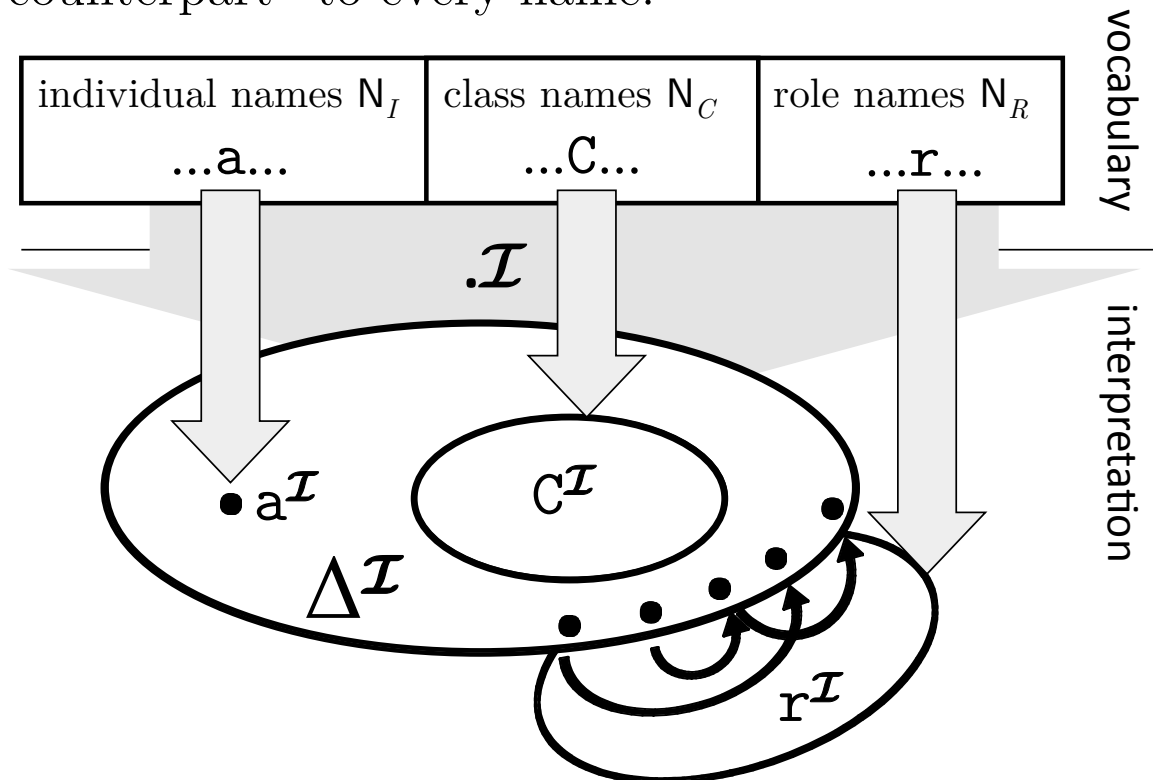 counterpart" to every name.
individual names N_I class names N_C role names N_R
...a... ...C... ...r...
vocabulary
.ℐ
interpretation
a^ℐ
C^ℐ
Δ^ℐ
r^ℐ